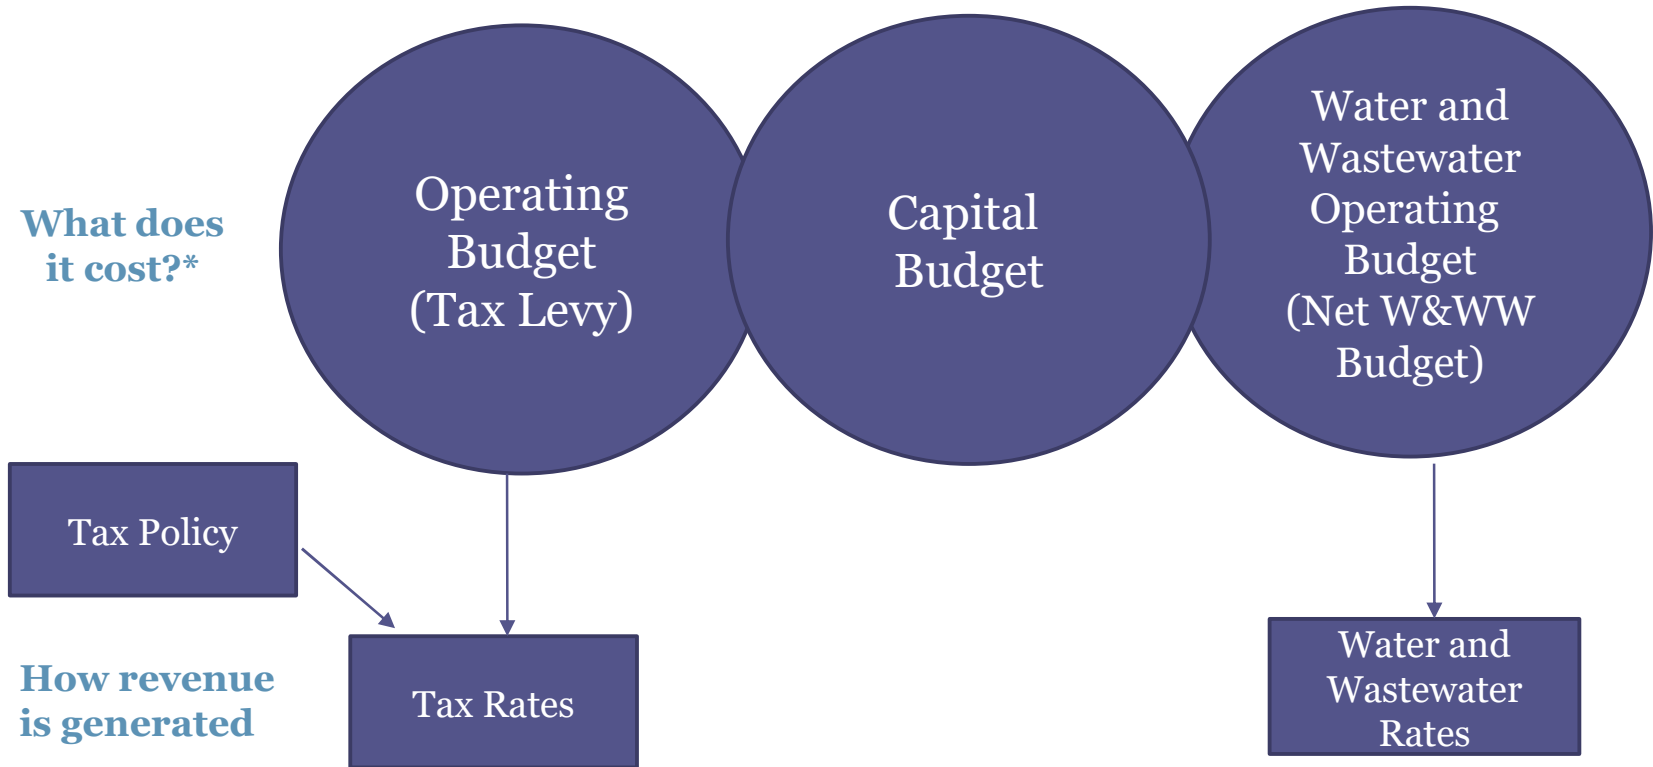 What does
it cost?*
Operating
Budget
(Tax Levy)
Capital
Budget
Water and
Wastewater
Operating
Budget
(Net W&WW
Budget)
Tax Policy
How revenue
is generated
Tax Rates
Water and
Wastewater
Rates